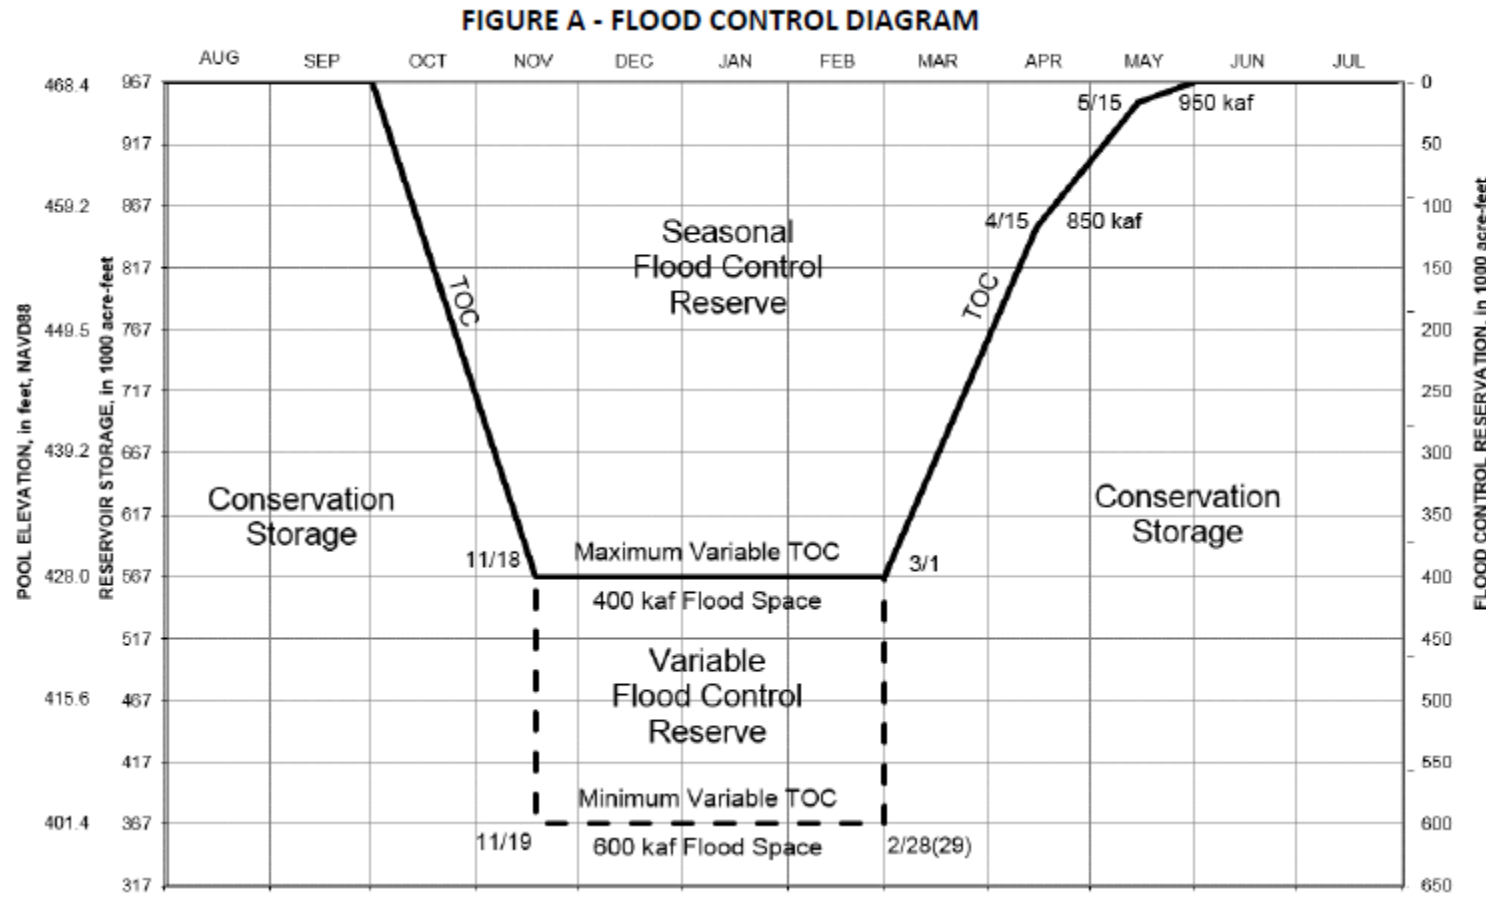 FIGURE A - FLOOD CONTROL DIAGRAM
AUG SEP OCT NOV DEC JAN FEB MAR APR MAY JUN JUL
468.4 967 0
5/15 950 kaf
917 50
459.2 867 100
4/15 850 kaf
Seasonal
Flood Control
Reserve
817 150
TOC
TOC
449.5 767 200
717 250
439.2 667 300
Conservation
Storage
Conservation
Storage
617 350
11/18 Maximum Variable TOC 3/1
428.0 567 400
400 kaf Flood Space
517 450
Variable
Flood Control
Reserve
415.6 467 500
417 550
Minimum Variable TOC
401.4 367 600
11/19 600 kaf Flood Space 2/28(29)
317 650
POOL ELEVATION, in feet, NAVD88
RESERVOIR STORAGE, in 1000 acre-feet
FLOOD CONTROL RESERVATION, in 1000 acre-feet